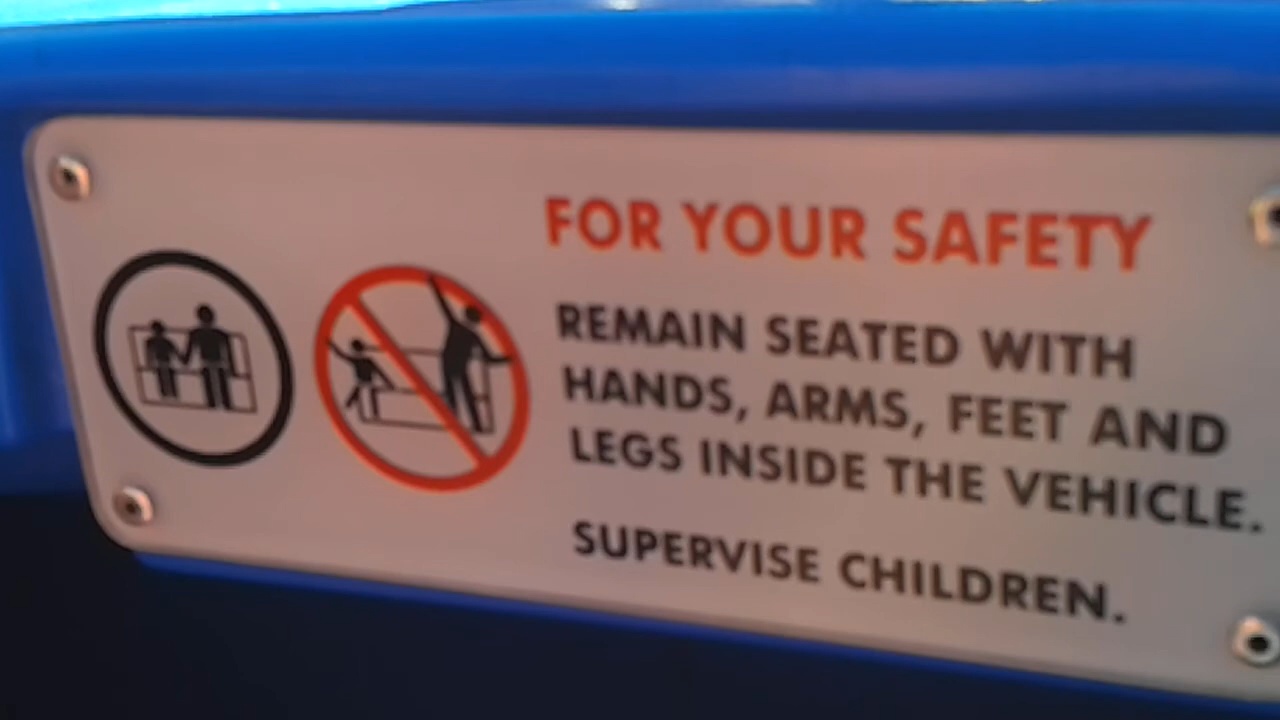 FOR YOUR SAFETY
REMAIN SEATED WITH
HANDS, ARMS, FEET AND
LEGS INSIDE THE VEHICLE.
SUPERVISE CHILDREN.